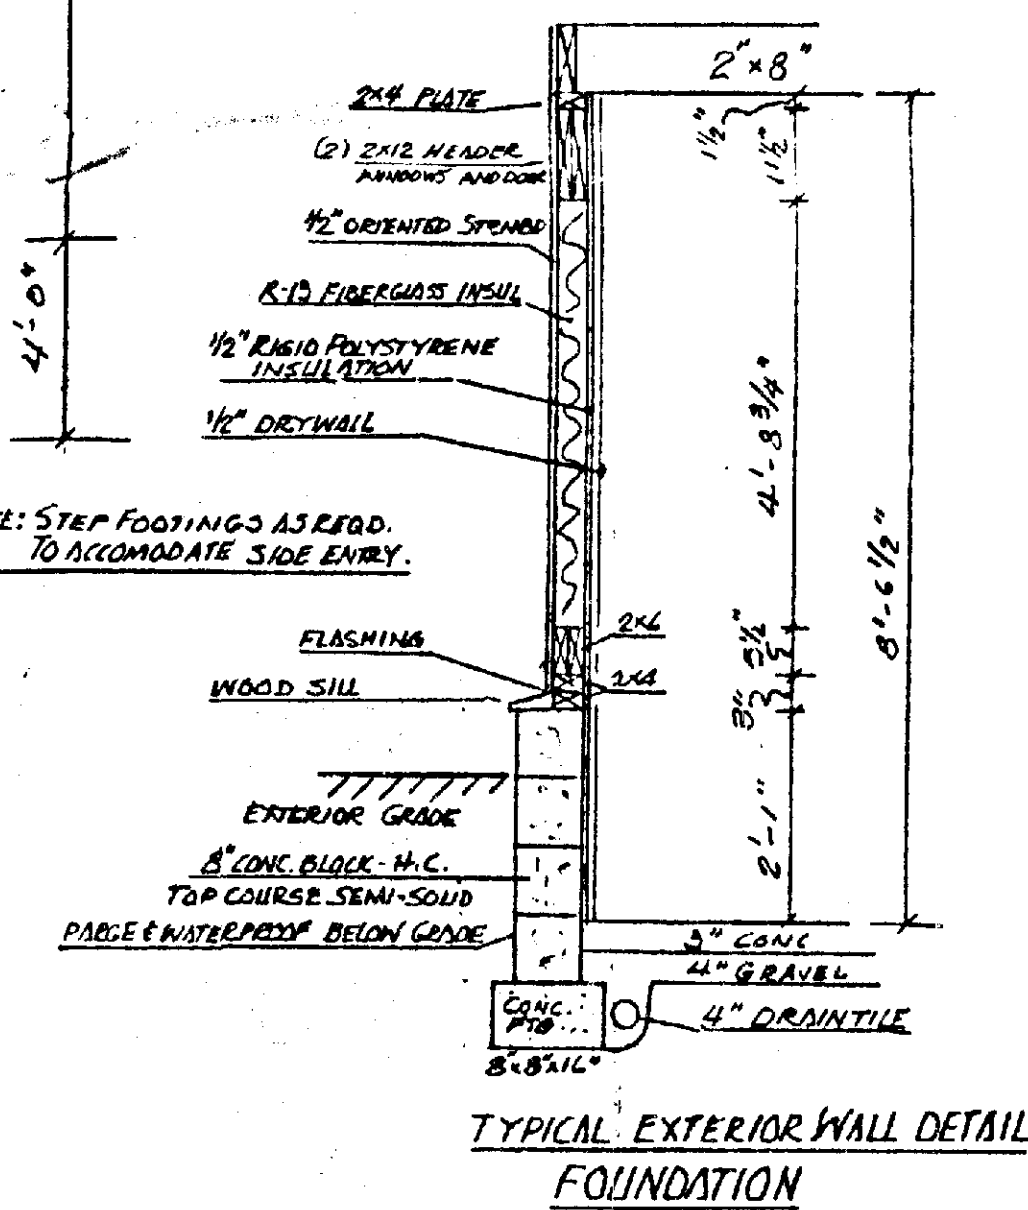 2"x8"
2x4 PLATE
(2) 2x12 HEADER
WINDOWS AND DOOR
1/2" ORIENTED STRNBD
R-13 FIBERGLASS INSUL
1/2" RIGID POLYSTYRENE
INSULATION
1/2" DRYWALL
1 1/2"
11 1/2"
4'-0"
4'-8 3/4"
8'-6 1/2"
E: STEP FOOTINGS AS REQD.
TO ACCOMODATE SIDE ENTRY.
FLASHING
WOOD SILL
2x6
2x4
5 1/2"
3"
2'-1"
EXTERIOR GRADE
8" CONC. BLOCK - H.C.
TOP COURSE SEMI-SOLID
PARGE & WATERPROOF BELOW GRADE
3" CONC
4" GRAVEL
4" DRAINTILE
CONC.
FTG
8"x8"x16"
TYPICAL EXTERIOR WALL DETAIL
FOUNDATION